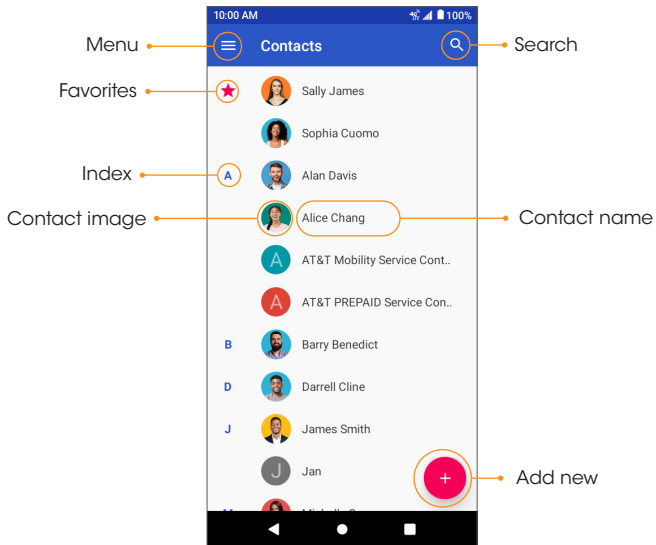 10:00 AM 4G 100%
Menu Contacts Search
Favorites Sally James
Sophia Cuomo
Index A Alan Davis
Contact image Alice Chang Contact name
A AT&T Mobility Service Cont..
A AT&T PREPAID Service Con..
B Barry Benedict
D Darrell Cline
J James Smith
J Jan
Add new